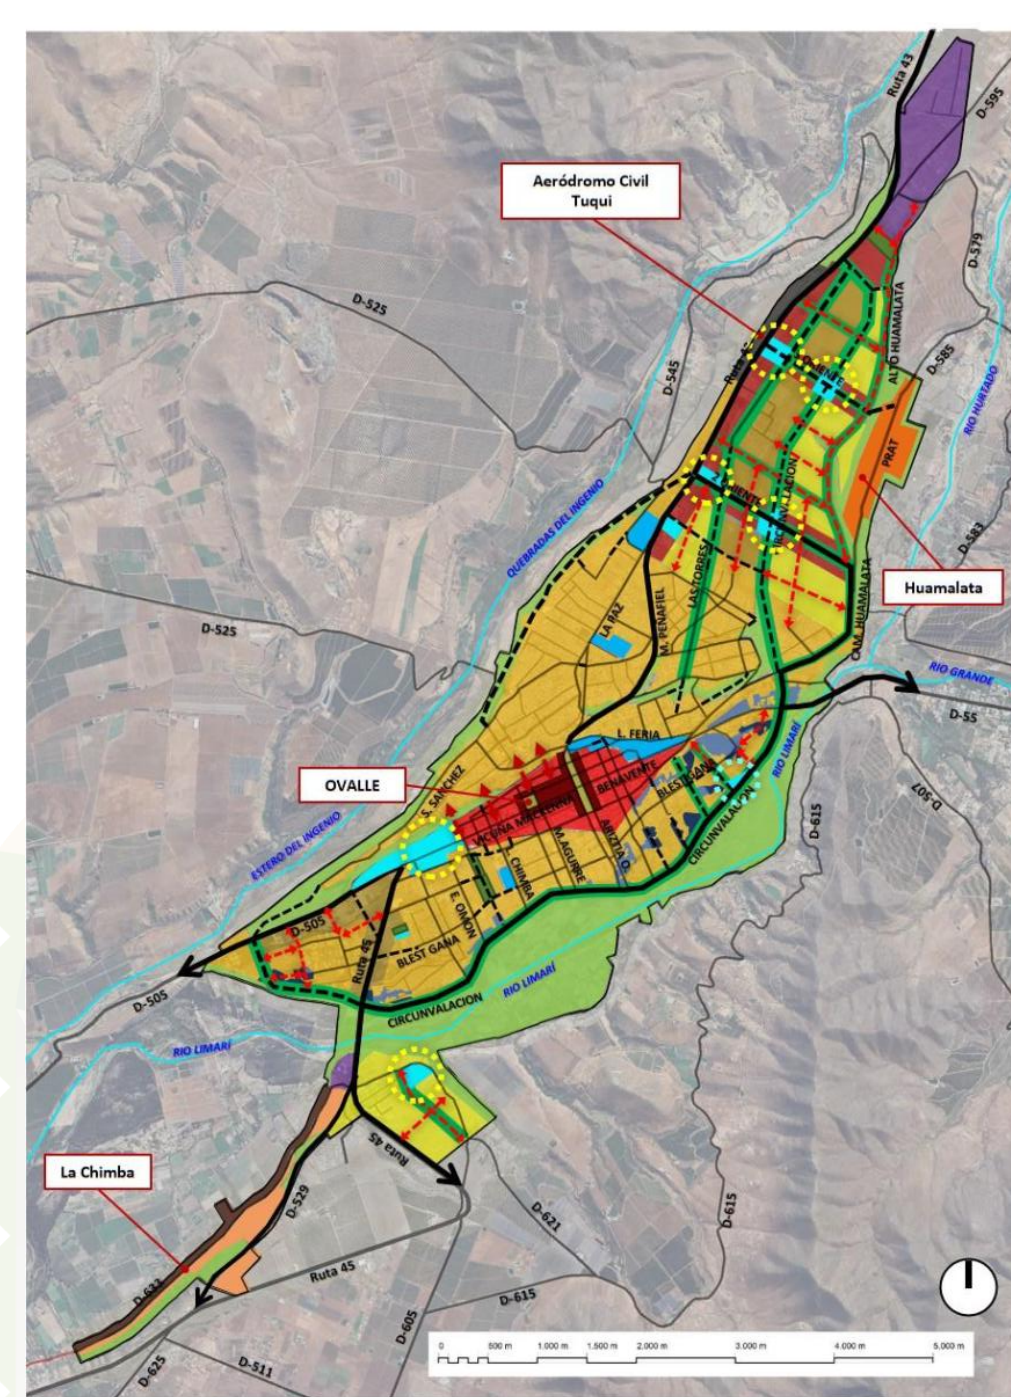 Ruta 43
D-595
Aeródromo Civil
Tuqui
D-579
D-525
ALTO HUAMALATA
D-585
D-545
RIO HURTADO
PRAT
QUEBRADAS DEL INGENIO
D-583
Huamalata
LAS TORRES
CAM. HUAMALATA
D-525
LA PAZ
M. PEÑAFIEL
RIO GRANDE
D-55
L. FERIA
RIO LIMARÍ
OVALLE
S. SANCHEZ
BENAVENTE
BLEST GANA
D-507
VICUÑA MACKENNA
CIRCUNVALACION
D-615
ESTERO DEL INGENIO
M.AGUIRRE
ARIZTIA O.
CHIMBA
E. OMON
D-505
Ruta 45
BLEST GANA
D-505
CIRCUNVALACION
RIO LIMARÍ
RIO LIMARÍ
Ruta 45
La Chimba
D-529
D-621
D-615
Ruta 45
D-633
D-615
D-605
D-625
D-511
0 500 m 1.000 m 1.500 m 2.000 m 3.000 m 4.000 m 5.000 m